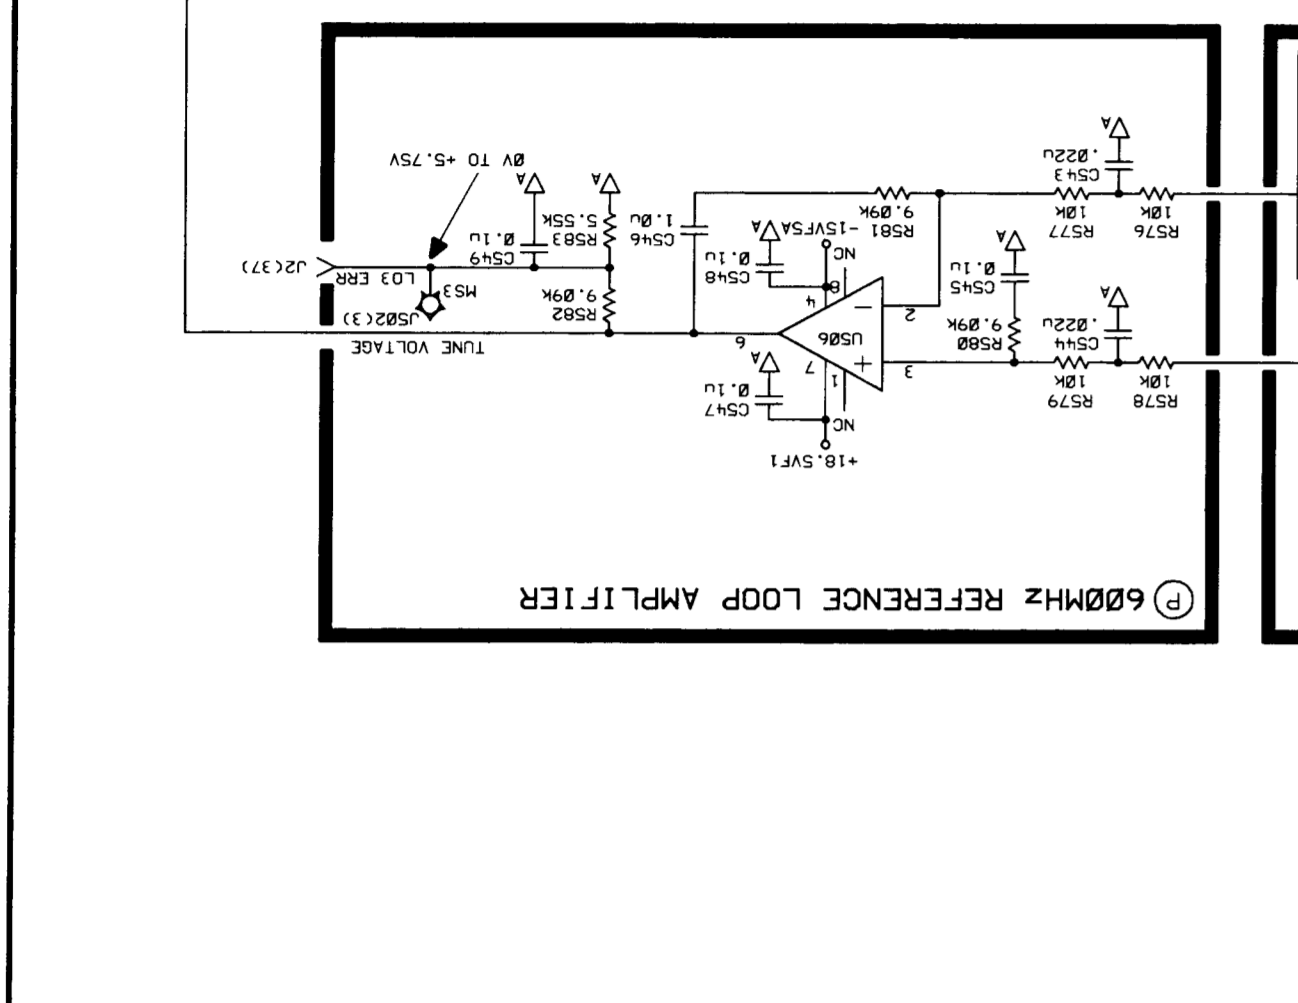 P 600MHz REFERENCE LOOP AMPLIFIER
+18.5VF1
NC
C547
0.1u
A
1
7
R578
10K
R579
10K
C544
.022u
A
R580
9.09K
C545
0.1u
A
3
+
2
−
U506
6
TUNE VOLTAGE
4
8
NC
-15VF5A
C548
0.1u
A
R576
10K
R577
10K
C543
.022u
A
R581
9.09K
C546
1.0u
R582
9.09K
R583
5.55K
A
C549
0.1u
A
J502(3)
MS3
LO3 ERR
J2(37)
0V TO +5.75V